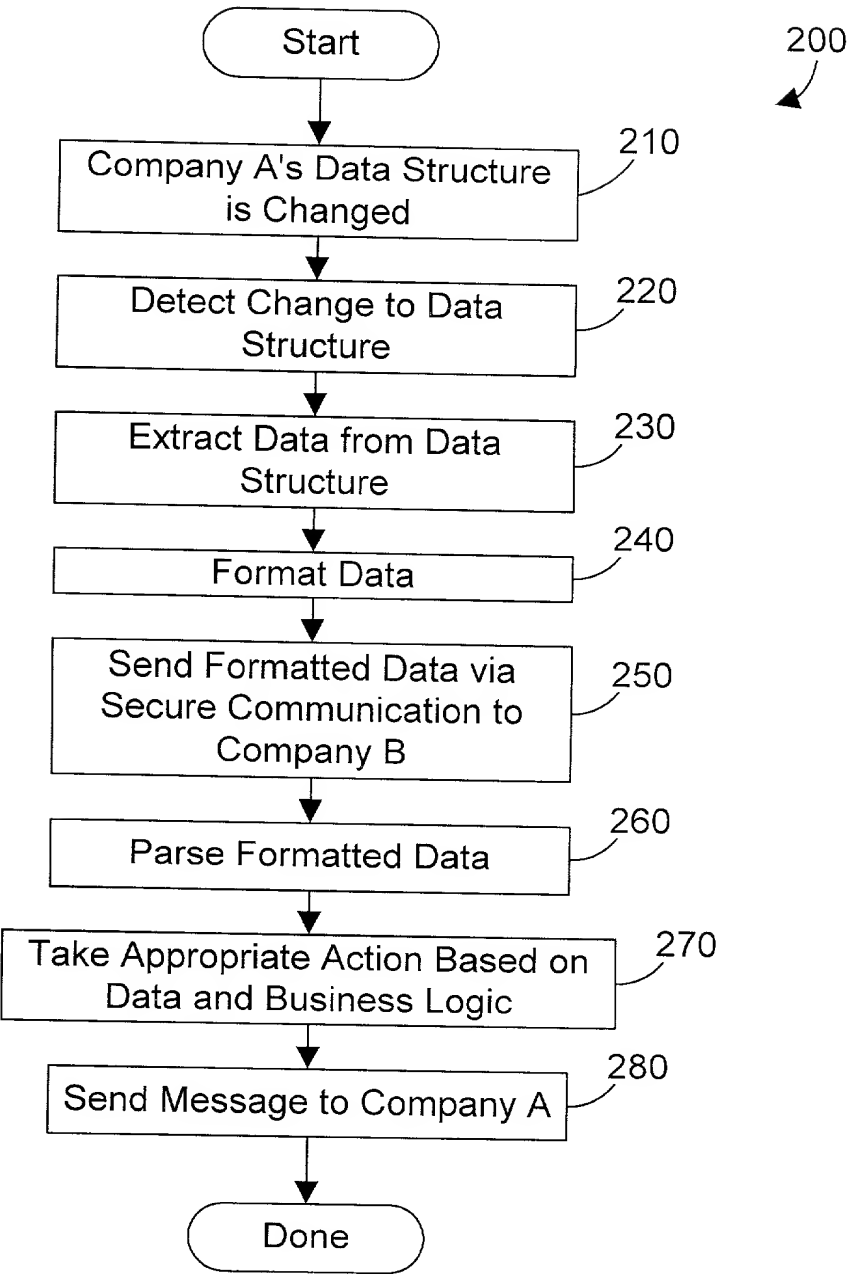 Start
200
210
Company A's Data Structure
is Changed
220
Detect Change to Data
Structure
230
Extract Data from Data
Structure
240
Format Data
250
Send Formatted Data via
Secure Communication to
Company B
260
Parse Formatted Data
270
Take Appropriate Action Based on
Data and Business Logic
280
Send Message to Company A
Done